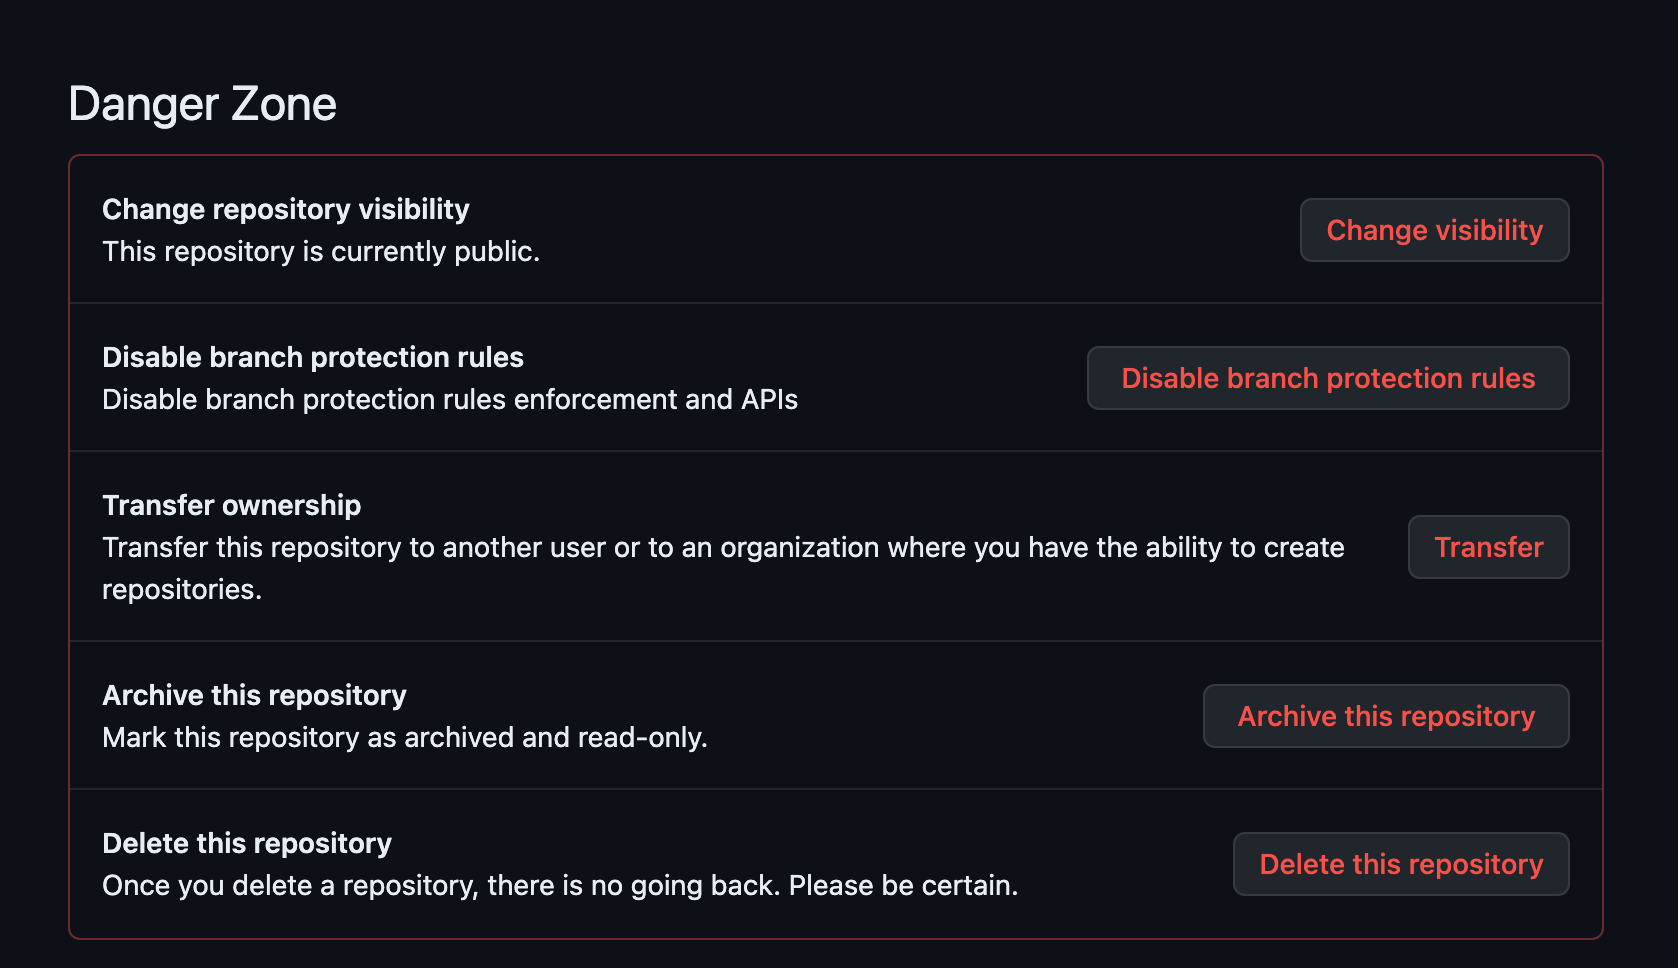 Danger Zone
Change repository visibility
This repository is currently public.
Change visibility
Disable branch protection rules
Disable branch protection rules enforcement and APIs
Disable branch protection rules
Transfer ownership
Transfer this repository to another user or to an organization where you have the ability to create
repositories.
Transfer
Archive this repository
Mark this repository as archived and read-only.
Archive this repository
Delete this repository
Once you delete a repository, there is no going back. Please be certain.
Delete this repository